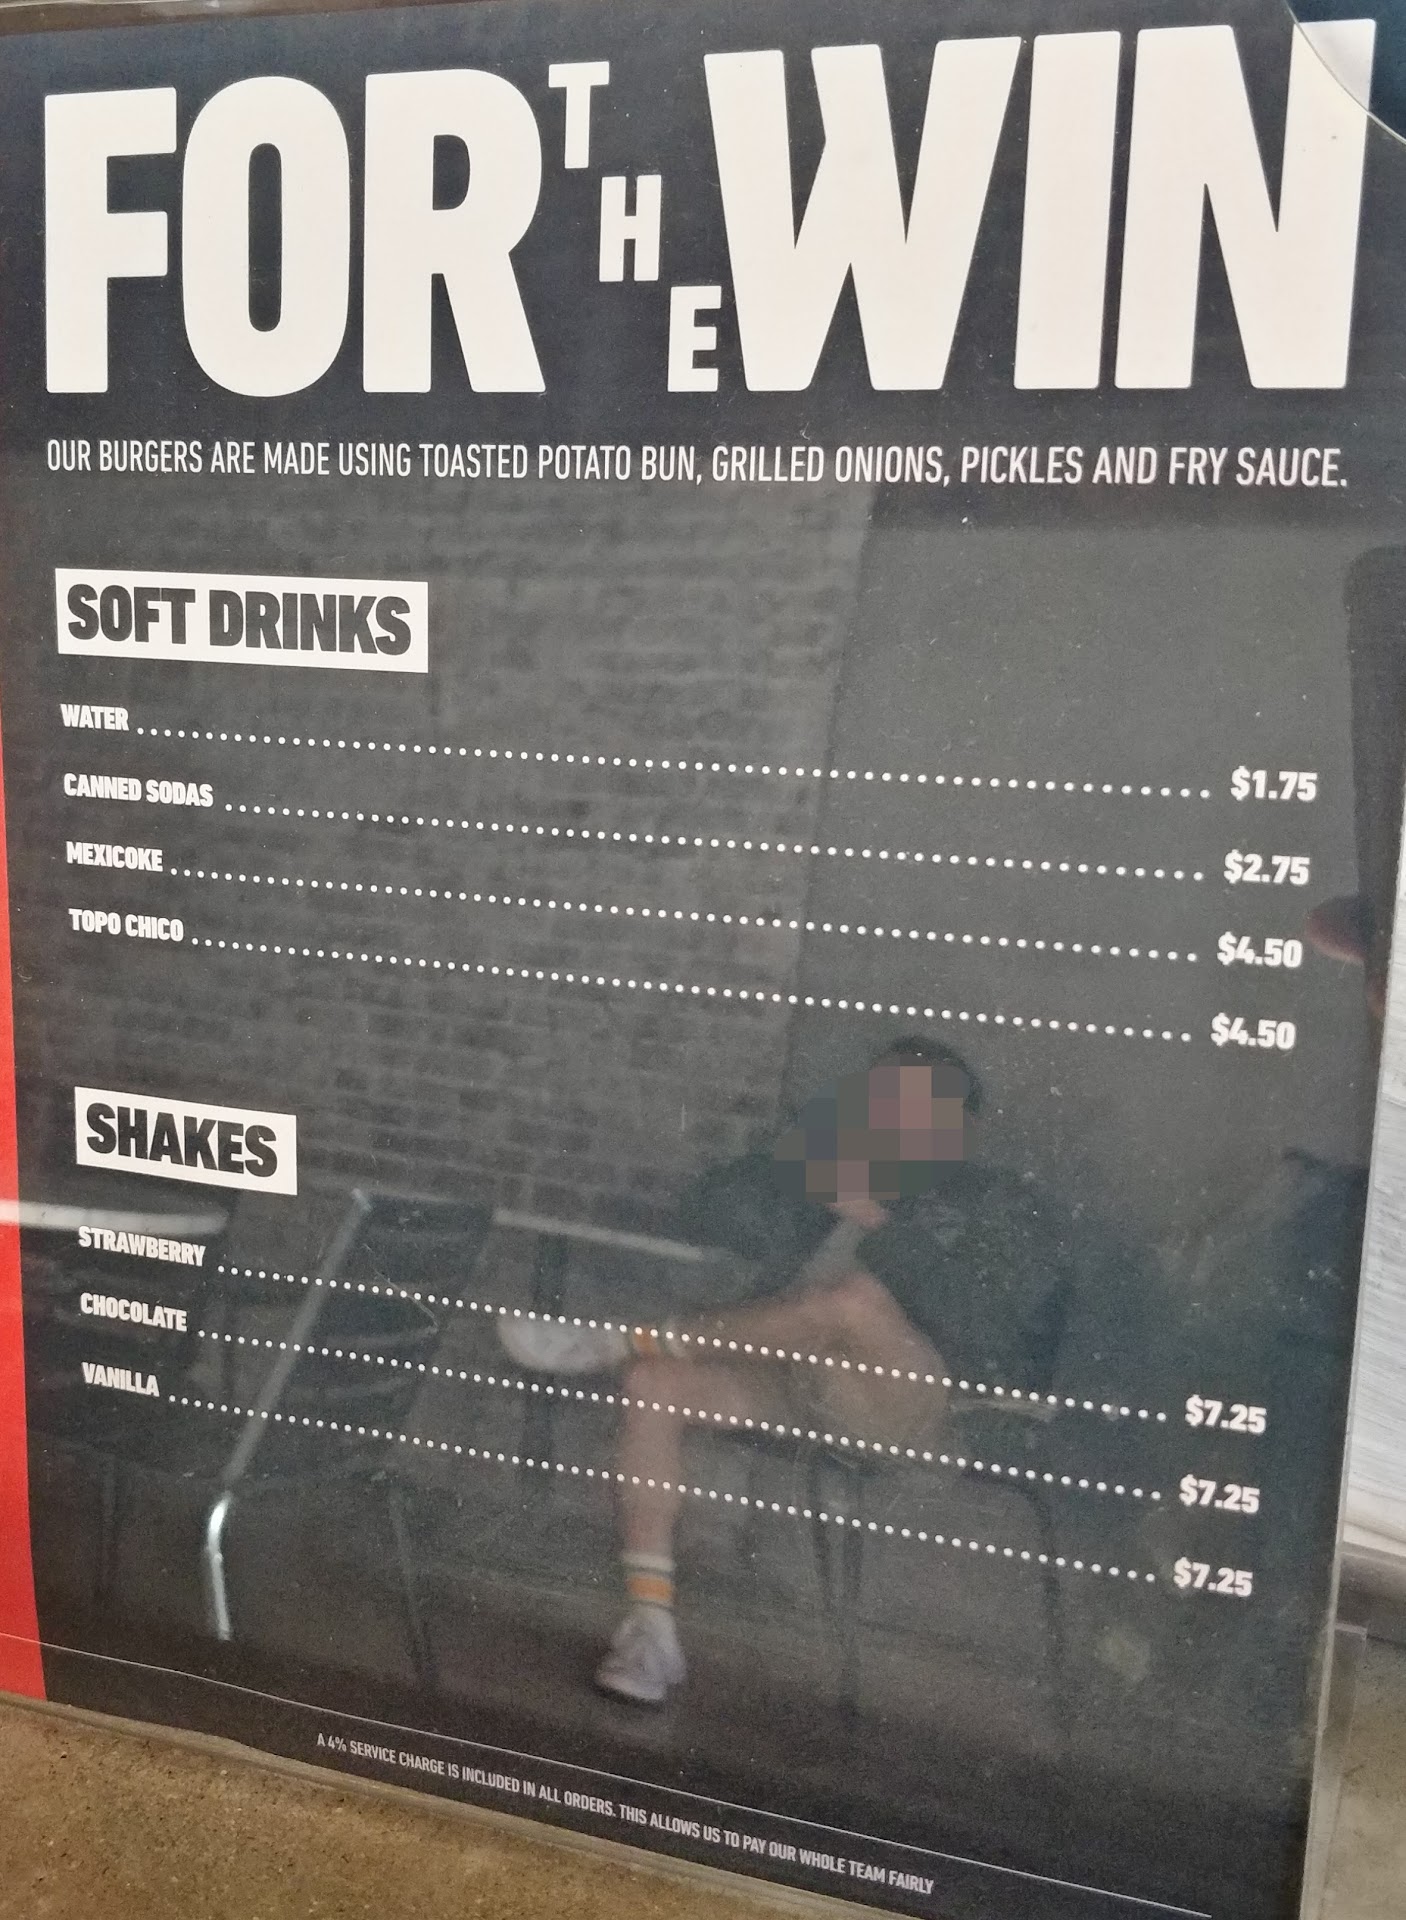 FOR THE WIN
OUR BURGERS ARE MADE USING TOASTED POTATO BUN, GRILLED ONIONS, PICKLES AND FRY SAUCE.
SOFT DRINKS
WATER $1.75
CANNED SODAS $2.75
MEXICOKE $4.50
TOPO CHICO $4.50
SHAKES
STRAWBERRY $7.25
CHOCOLATE $7.25
VANILLA $7.25
A 4% SERVICE CHARGE IS INCLUDED IN ALL ORDERS. THIS ALLOWS US TO PAY OUR WHOLE TEAM FAIRLY